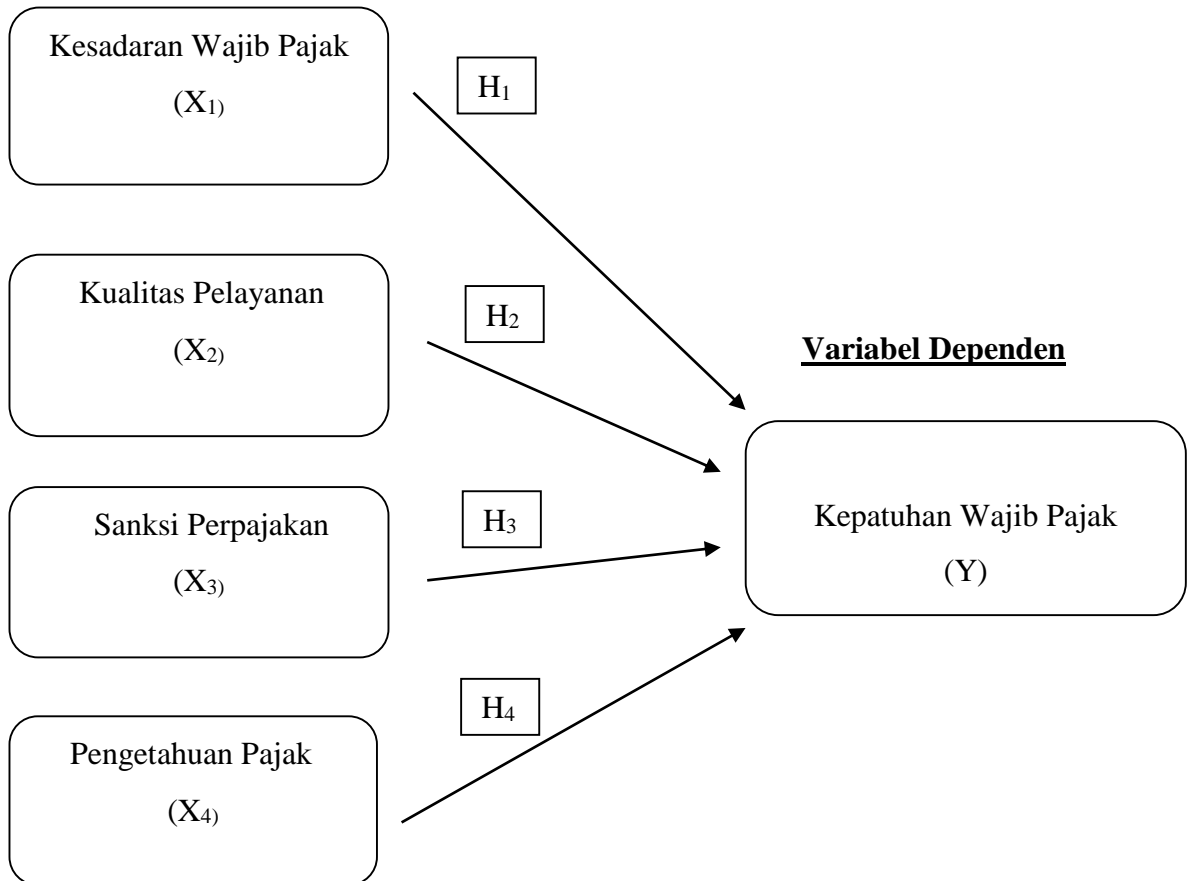 Kesadaran Wajib Pajak
(X1)
H1
Kualitas Pelayanan
(X2)
H2
Variabel Dependen
Sanksi Perpajakan
(X3)
H3
Kepatuhan Wajib Pajak
(Y)
Pengetahuan Pajak
(X4)
H4